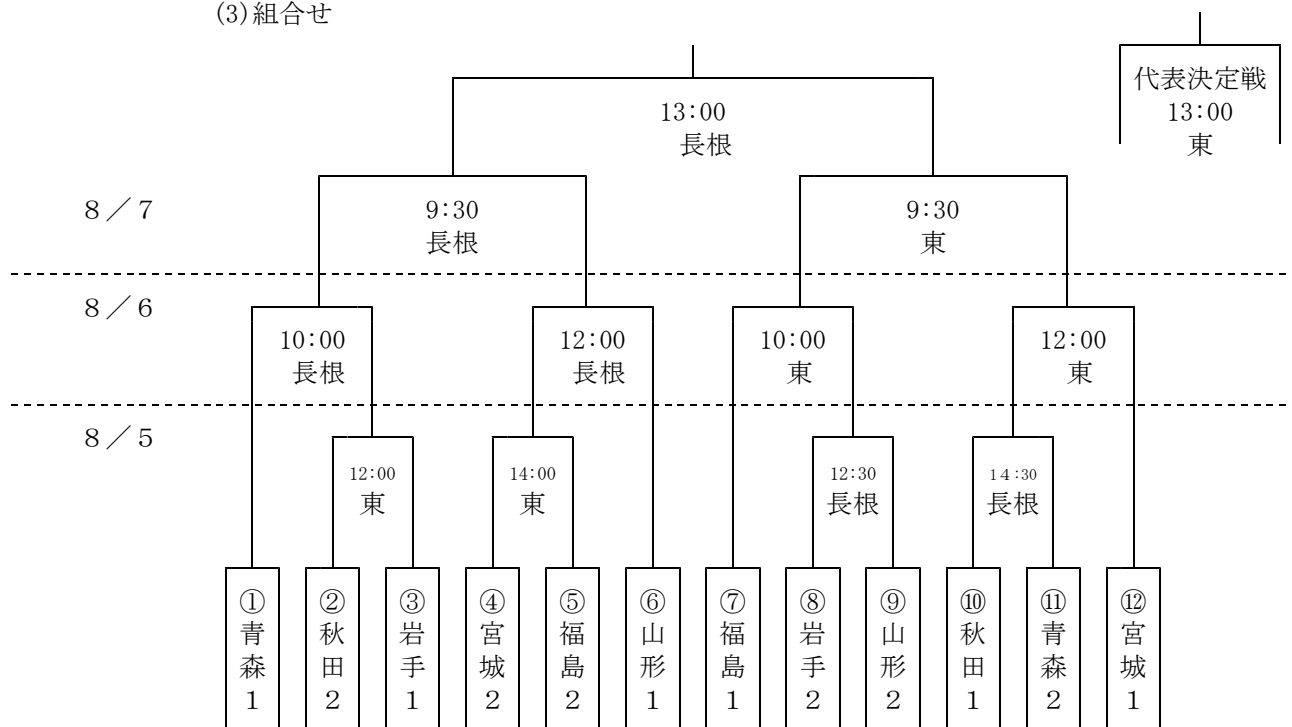 (3)組合せ
代表決定戦
13:00
東
13:00
長根
8／7
9:30
長根
9:30
東
8／6
10:00
長根
12:00
長根
10:00
東
12:00
東
8／5
12:00
東
14:00
東
12:30
長根
１４:30
長根
①青森１
②秋田２
③岩手１
④宮城２
⑤福島２
⑥山形１
⑦福島１
⑧岩手２
⑨山形２
⑩秋田１
⑪青森２
⑫宮城１